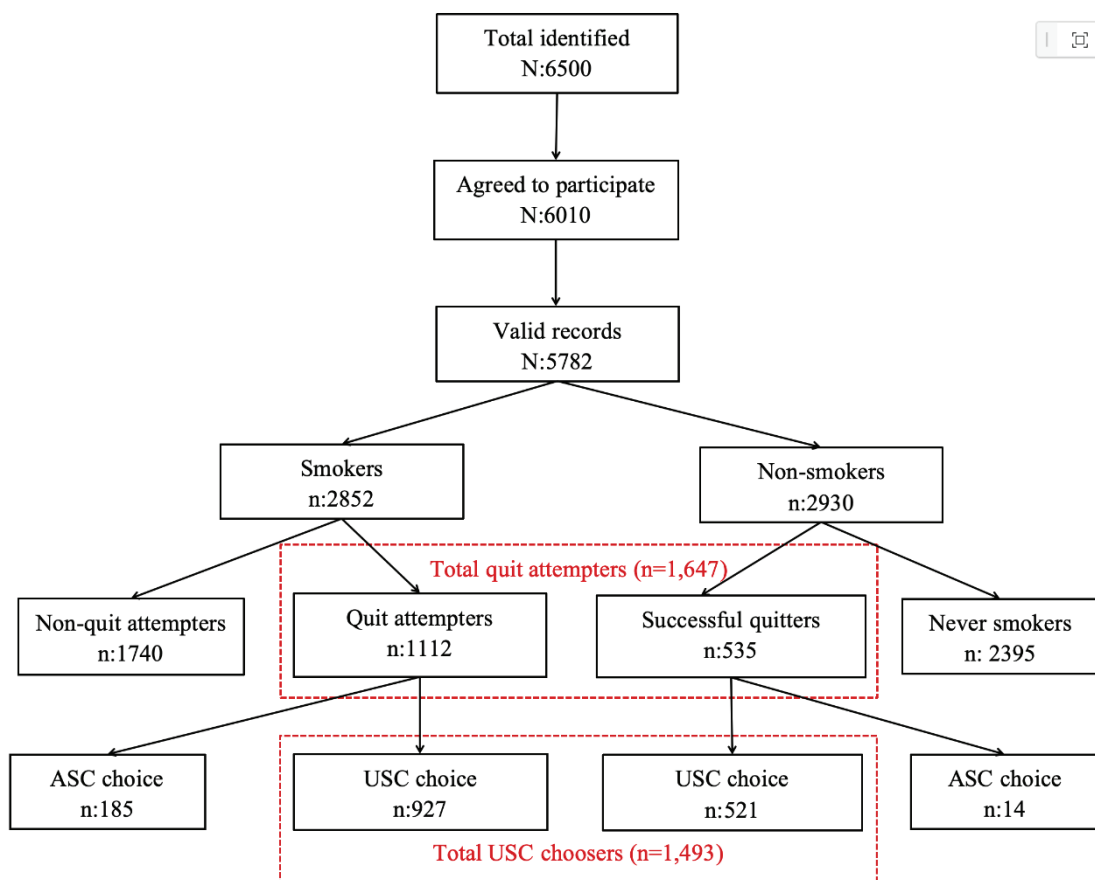 Total identified
N:6500
Agreed to participate
N:6010
Valid records
N:5782
Smokers
n:2852
Non-smokers
n:2930
Total quit attempters (n=1,647)
Non-quit attempters
n:1740
Quit attempters
n:1112
Successful quitters
n:535
Never smokers
n: 2395
ASC choice
n:185
USC choice
n:927
USC choice
n:521
ASC choice
n:14
Total USC choosers (n=1,493)